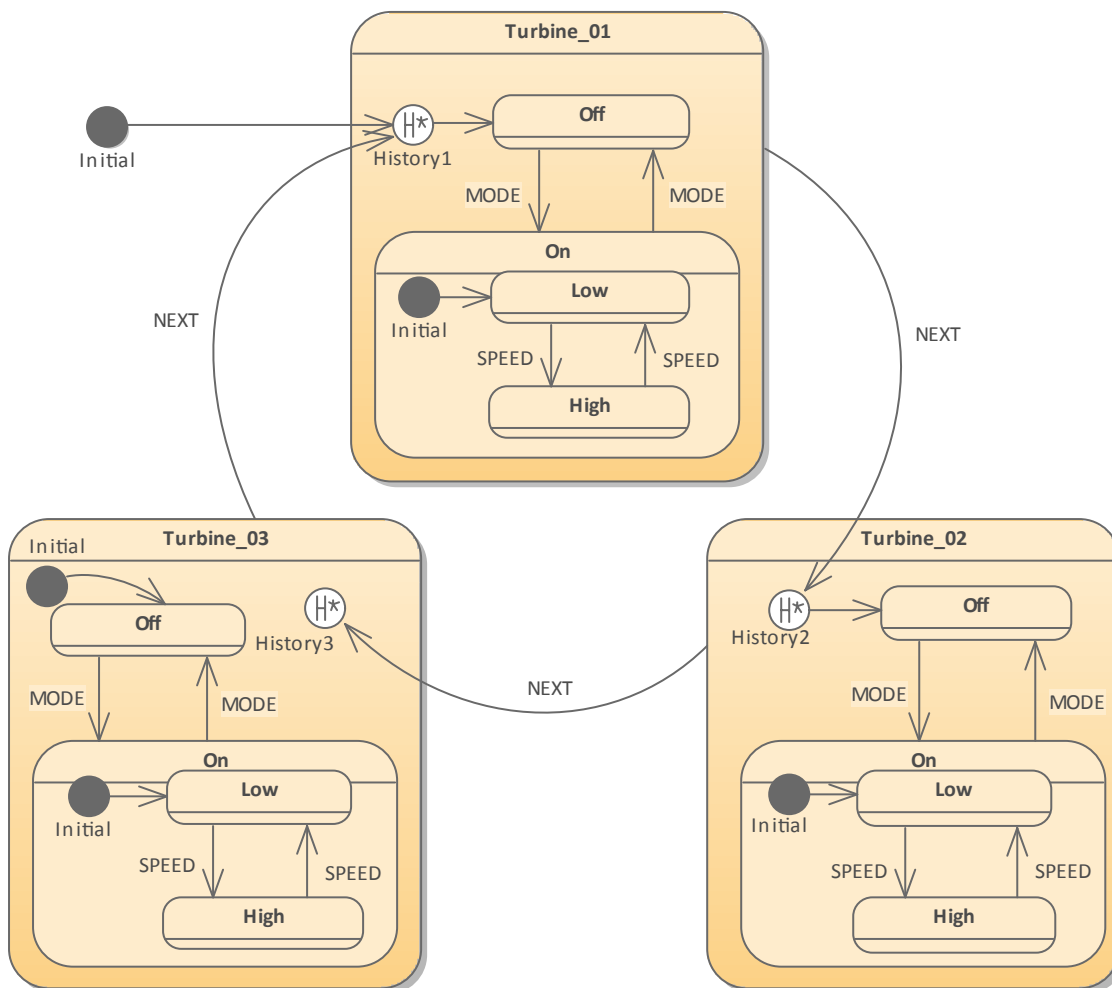 Turbine_01
Off
H*
Initial
History1
MODE
MODE
On
Low
Initial
SPEED
SPEED
High
NEXT
NEXT
Turbine_03
Initial
Off
H*
History3
MODE
MODE
On
Low
Initial
SPEED
SPEED
High
NEXT
Turbine_02
Off
H*
History2
MODE
MODE
On
Low
Initial
SPEED
SPEED
High